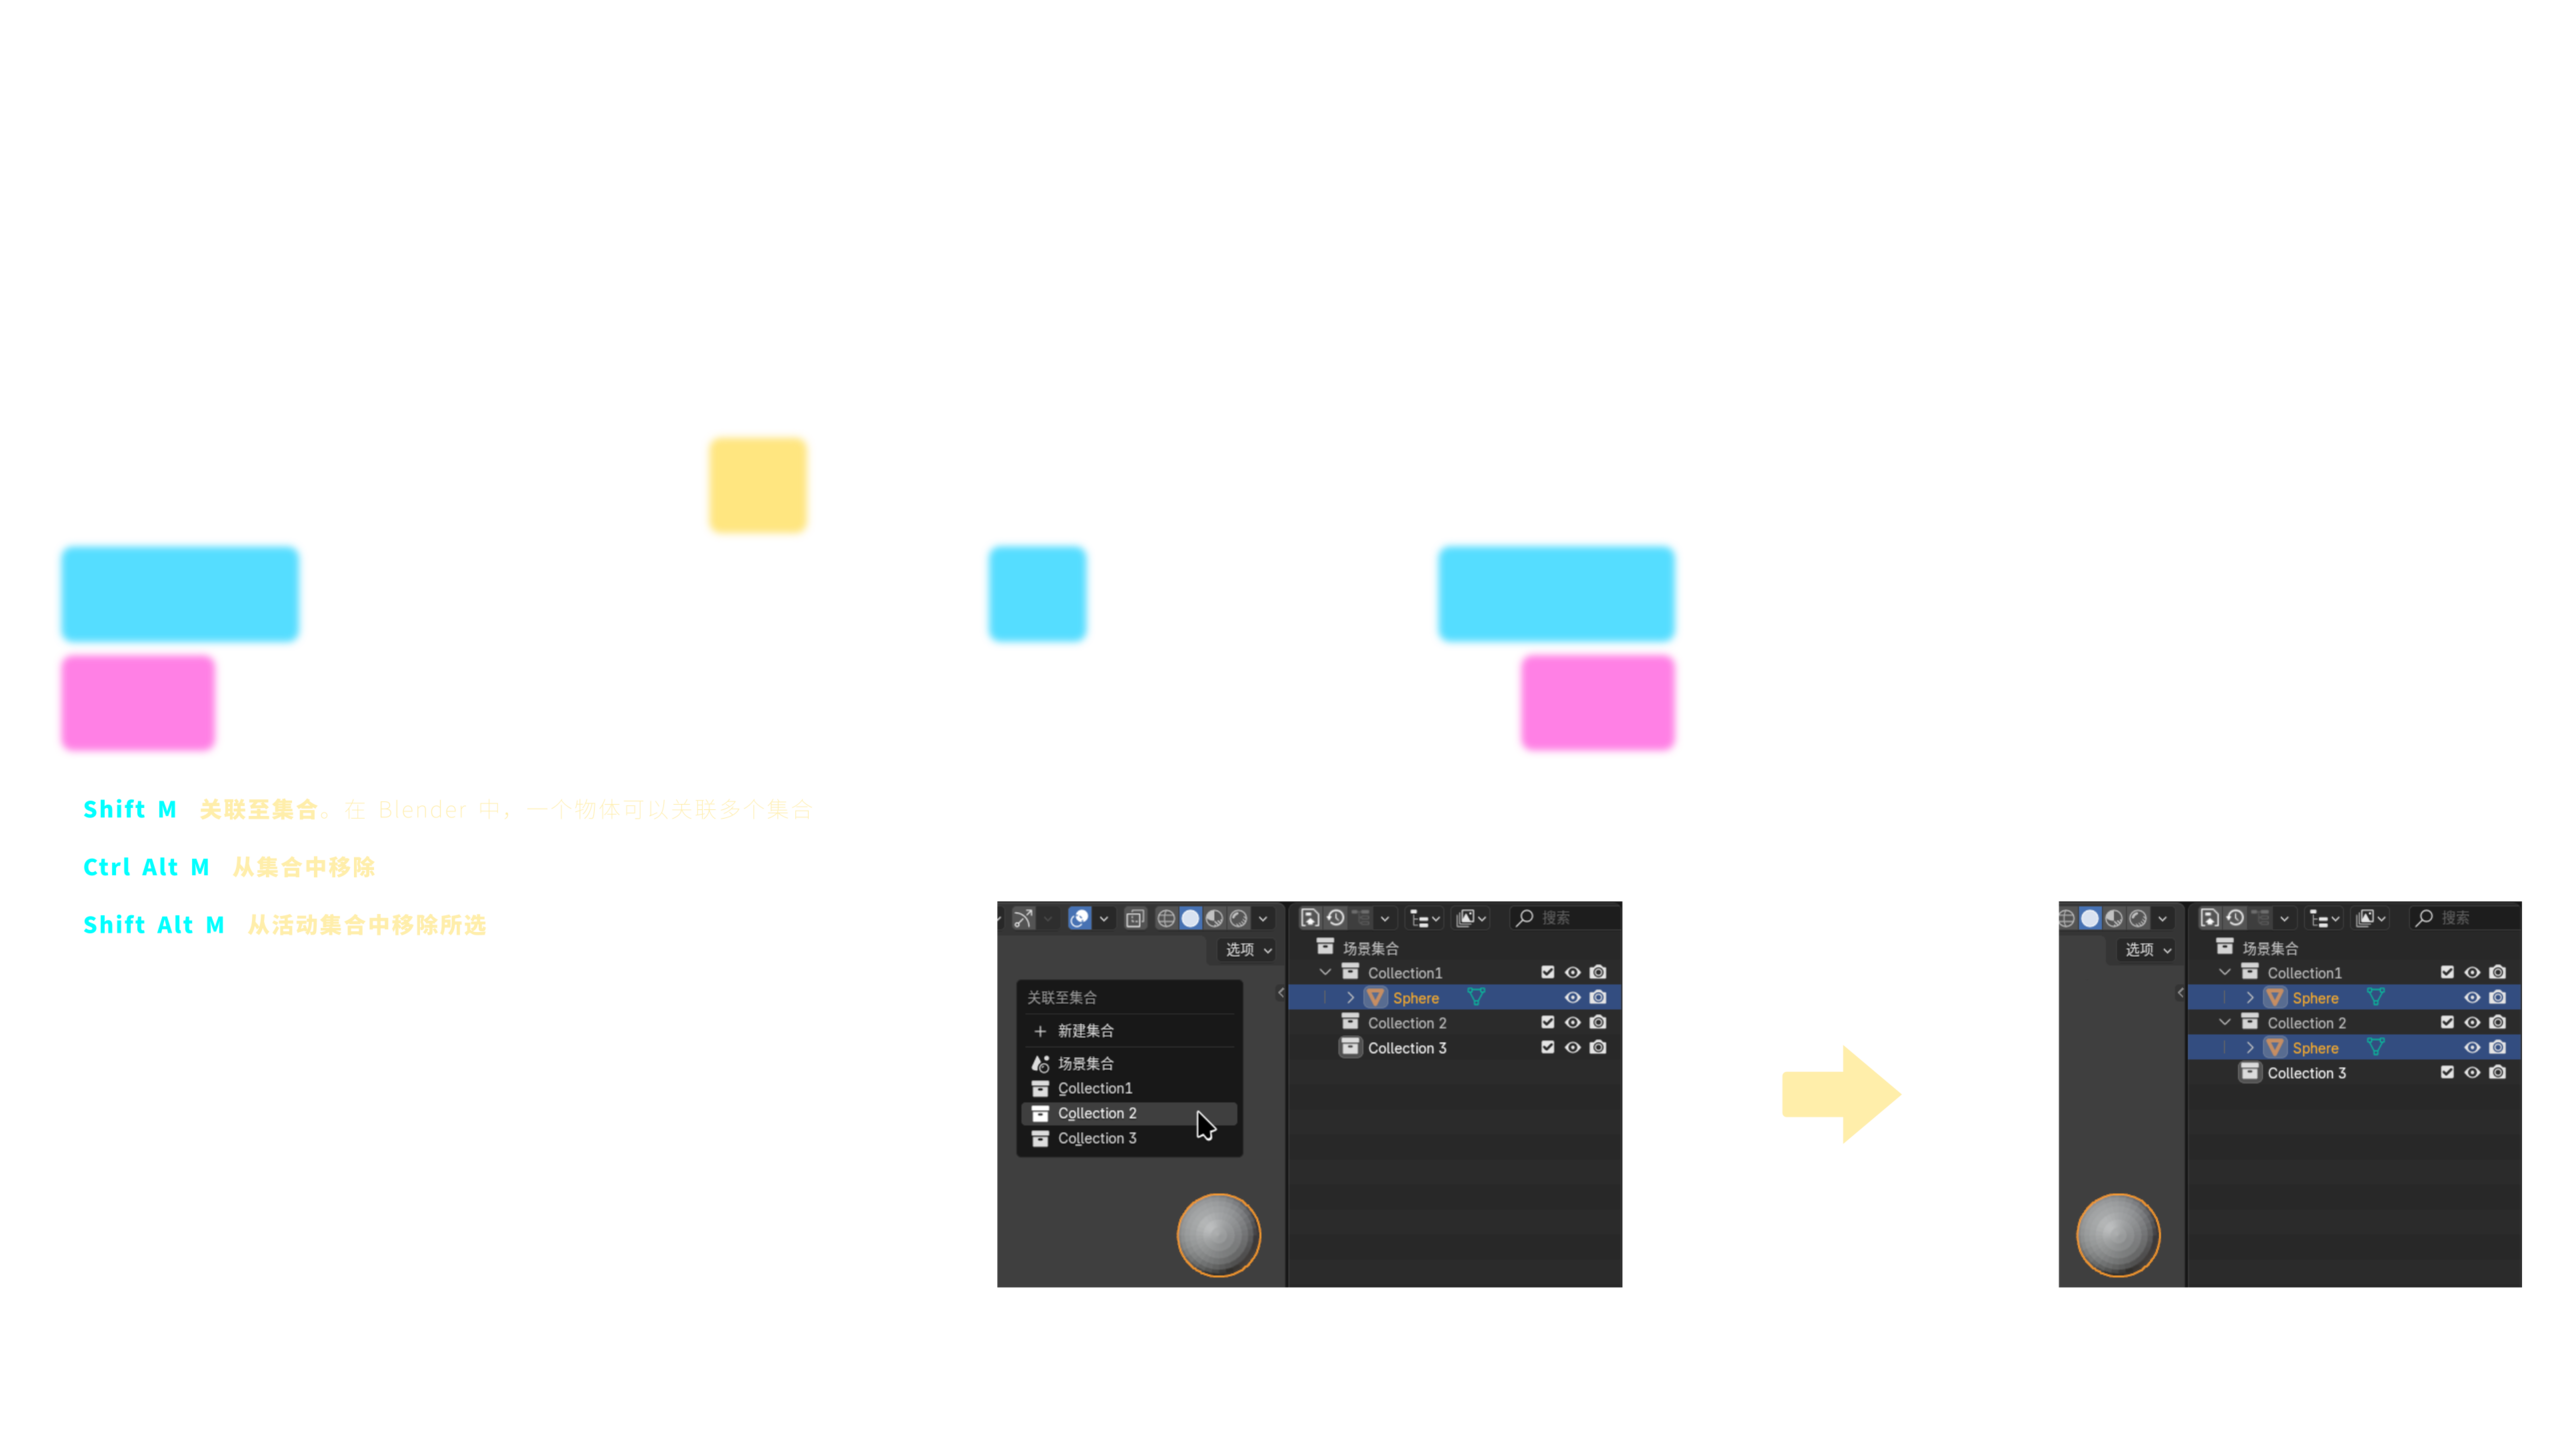 Shift M 关联至集合。在 Blender 中，一个物体可以关联多个集合
Ctrl Alt M 从集合中移除
Shift Alt M 从活动集合中移除所选
搜索
选项
场景集合
Collection1
Sphere
Collection 2
Collection 3
关联至集合
新建集合
场景集合
Collection1
Collection 2
Collection 3
搜索
选项
场景集合
Collection1
Sphere
Collection 2
Sphere
Collection 3